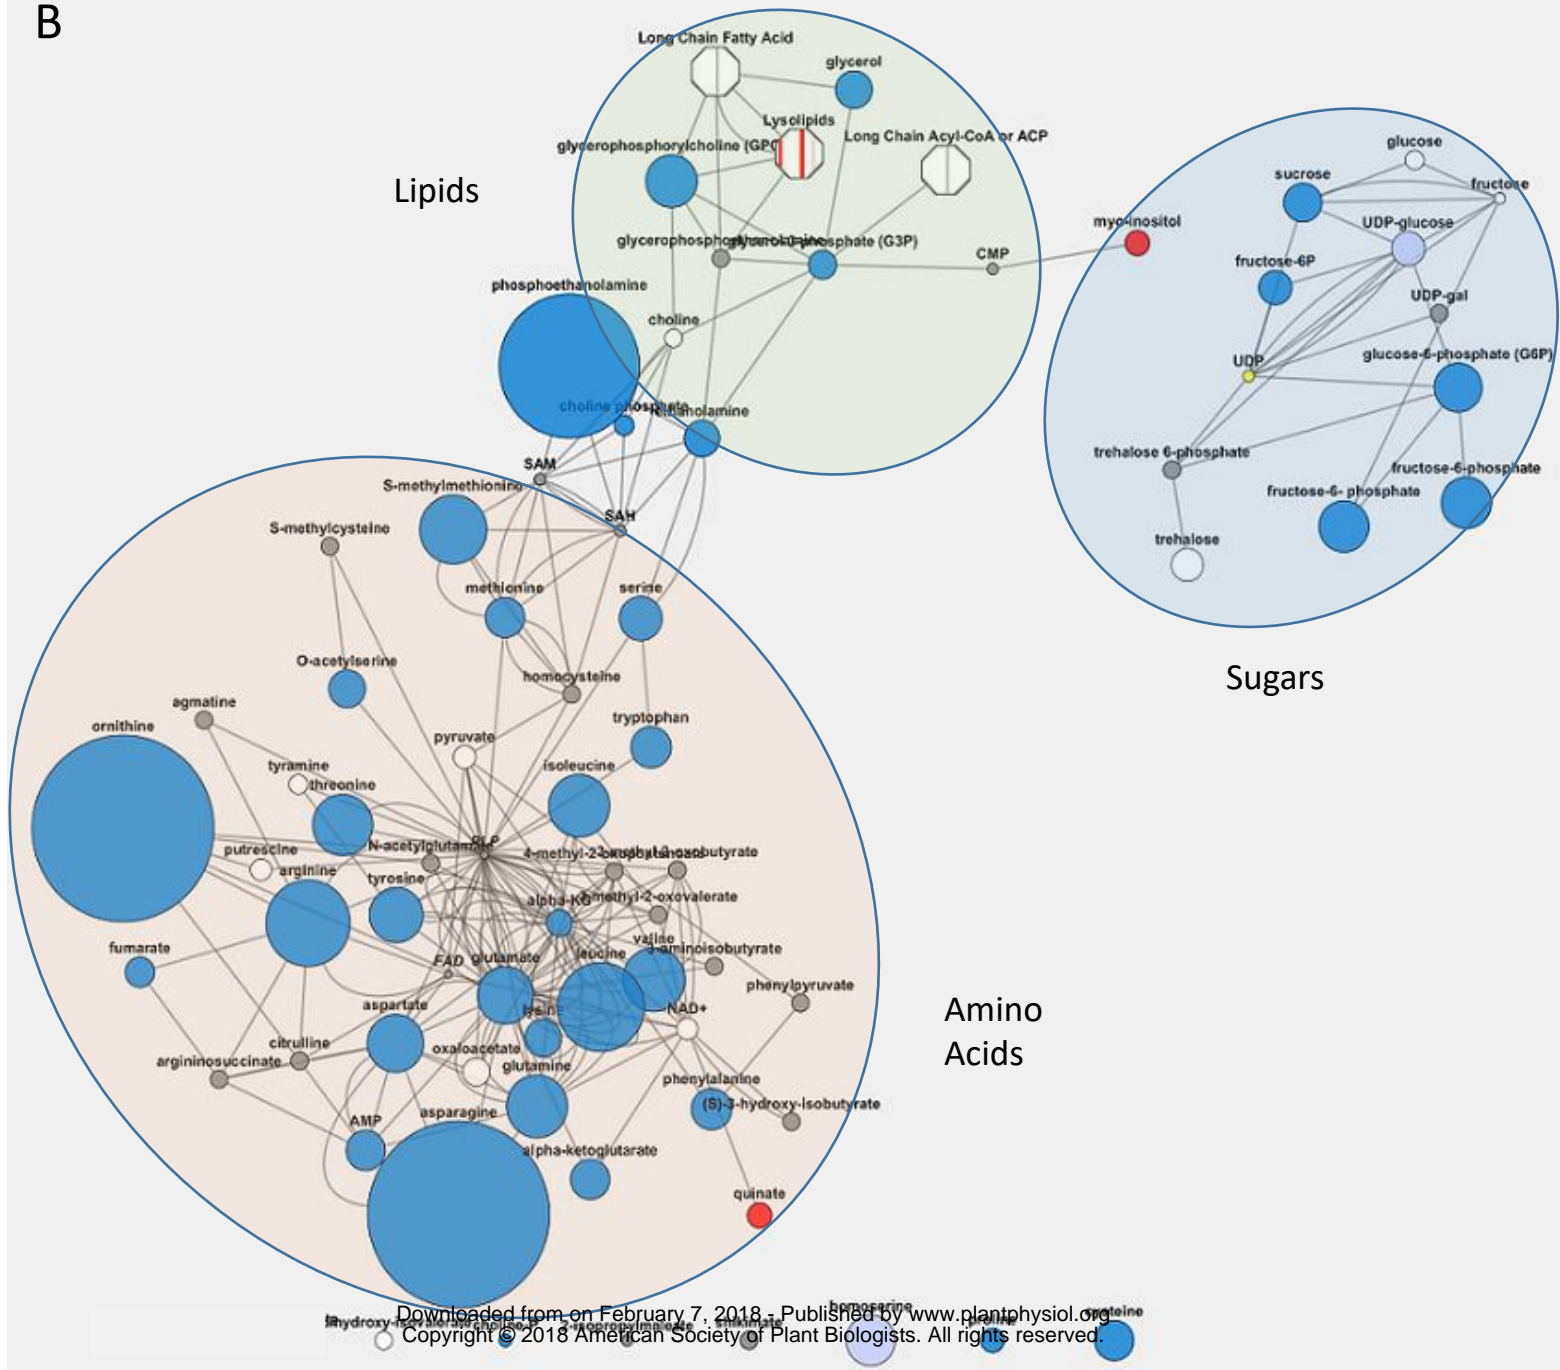 B
Long Chain Fatty Acid
glycerol
Lysolipids
Long Chain Acyl-CoA or ACP
glycerophosphorylcholine (GPC
Lipids
glucose
sucrose
fructose
myo-inositol
UDP-glucose
(G3P)
CMP
fructose-6P
phosphoethanolamine
UDP-gal
choline
UDP
glucose-6-phosphate (G6P)
choline phosphate
trehalose 6-phosphate
SAM
fructose-6-phosphate
S-methylmethionine
fructose-6- phosphate
SAH
S-methylcysteine
trehalose
methionine
serine
O-acetylserine
homocysteine
Sugars
agmatine
tryptophan
ornithine
pyruvate
tyramine
isoleucine
threonine
N-acetylglutamate
putrescine
arginine
tyrosine
alpha-KG
fumarate
valine
FAD
glutamate
leucine
phenylpyruvate
aspartate
NAD+
Amino
Acids
lysine
citrulline
oxaloacetate
argininosuccinate
glutamine
phenylalanine
(S)-3-hydroxy-isobutyrate
AMP
asparagine
alpha-ketoglutarate
quinate
homoserine
Downloaded from on February 7, 2018 - Published by www.plantphysiol.org
Copyright © 2018 American Society of Plant Biologists. All rights reserved.